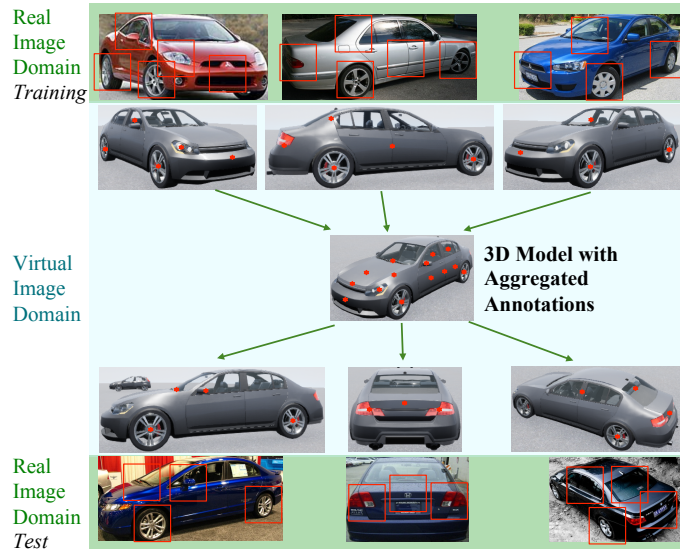 Real
Image
Domain
Training
Virtual
Image
Domain
3D Model with
Aggregated
Annotations
Real
Image
Domain
Test